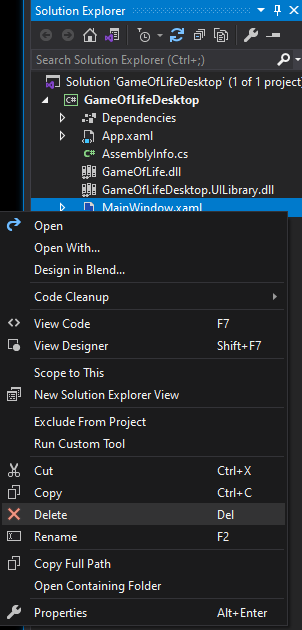 Solution Explorer
Search Solution Explorer (Ctrl+;)
Solution 'GameOfLifeDesktop' (1 of 1 project)
C# GameOfLifeDesktop
Dependencies
App.xaml
C# AssemblyInfo.cs
GameOfLife.dll
GameOfLifeDesktop.UILibrary.dll
MainWindow.xaml
Open
Open With...
Design in Blend...
Code Cleanup
View Code F7
View Designer Shift+F7
Scope to This
New Solution Explorer View
Exclude From Project
Run Custom Tool
Cut Ctrl+X
Copy Ctrl+C
Delete Del
Rename F2
Copy Full Path
Open Containing Folder
Properties Alt+Enter